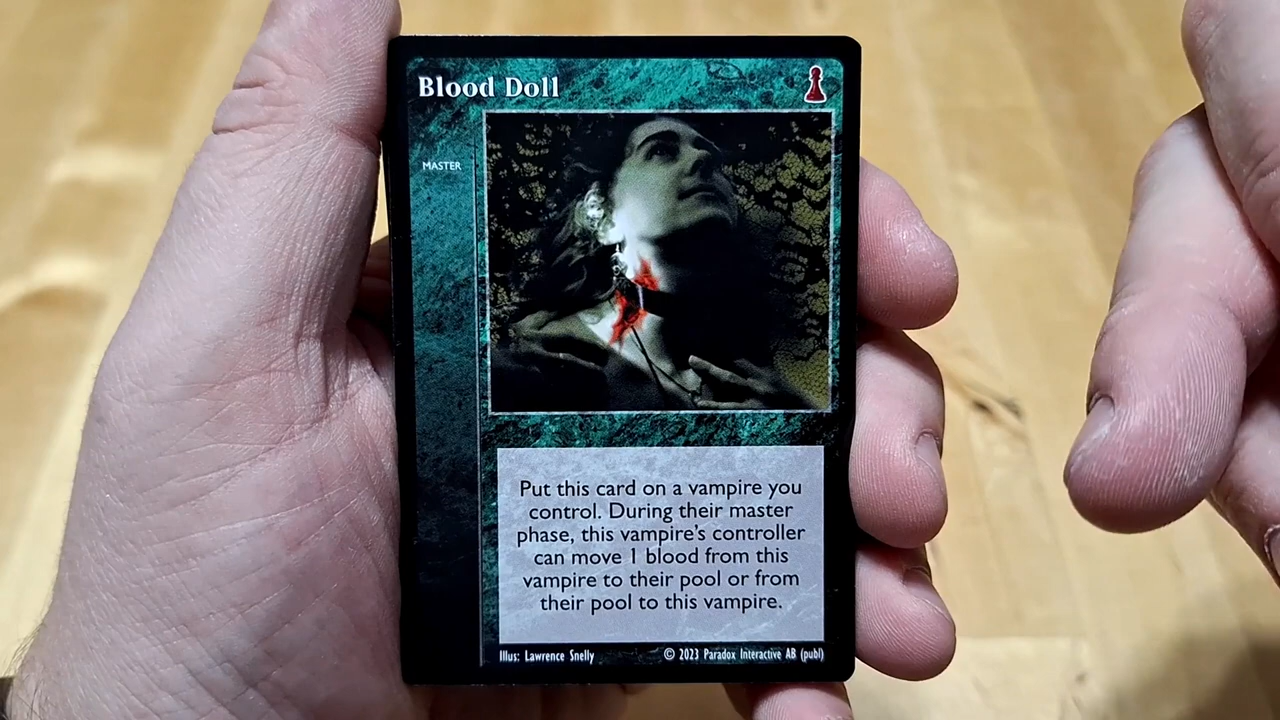 Blood Doll
MASTER
Put this card on a vampire you
control. During their master
phase, this vampire's controller
can move 1 blood from this
vampire to their pool or from
their pool to this vampire.
Illus: Lawrence Snelly
© 2023 Paradox Interactive AB (publ)